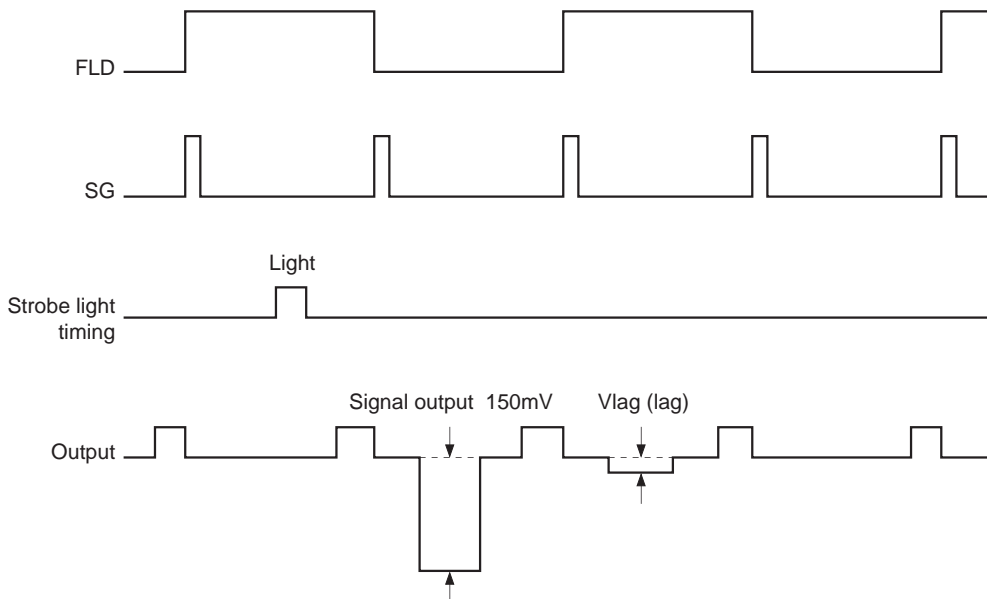 FLD
SG
Light
Strobe light
timing
Signal output 150mV
Vlag (lag)
Output